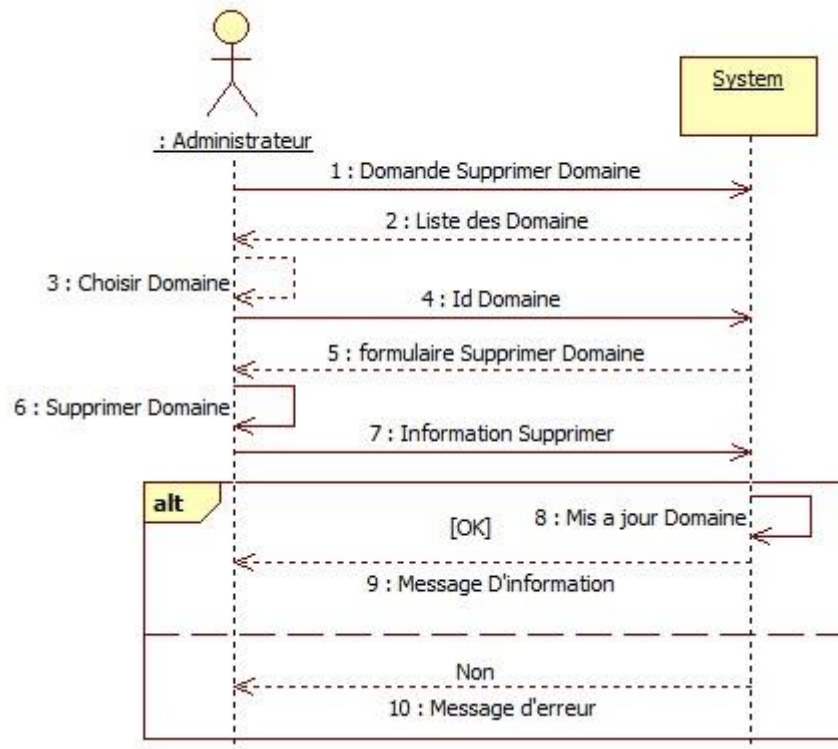 System
: Administrateur
1 : Domande Supprimer Domaine
2 : Liste des Domaine
3 : Choisir Domaine
4 : Id Domaine
5 : formulaire Supprimer Domaine
6 : Supprimer Domaine
7 : Information Supprimer
alt
[OK]
8 : Mis a jour Domaine
9 : Message D'information
Non
10 : Message d'erreur